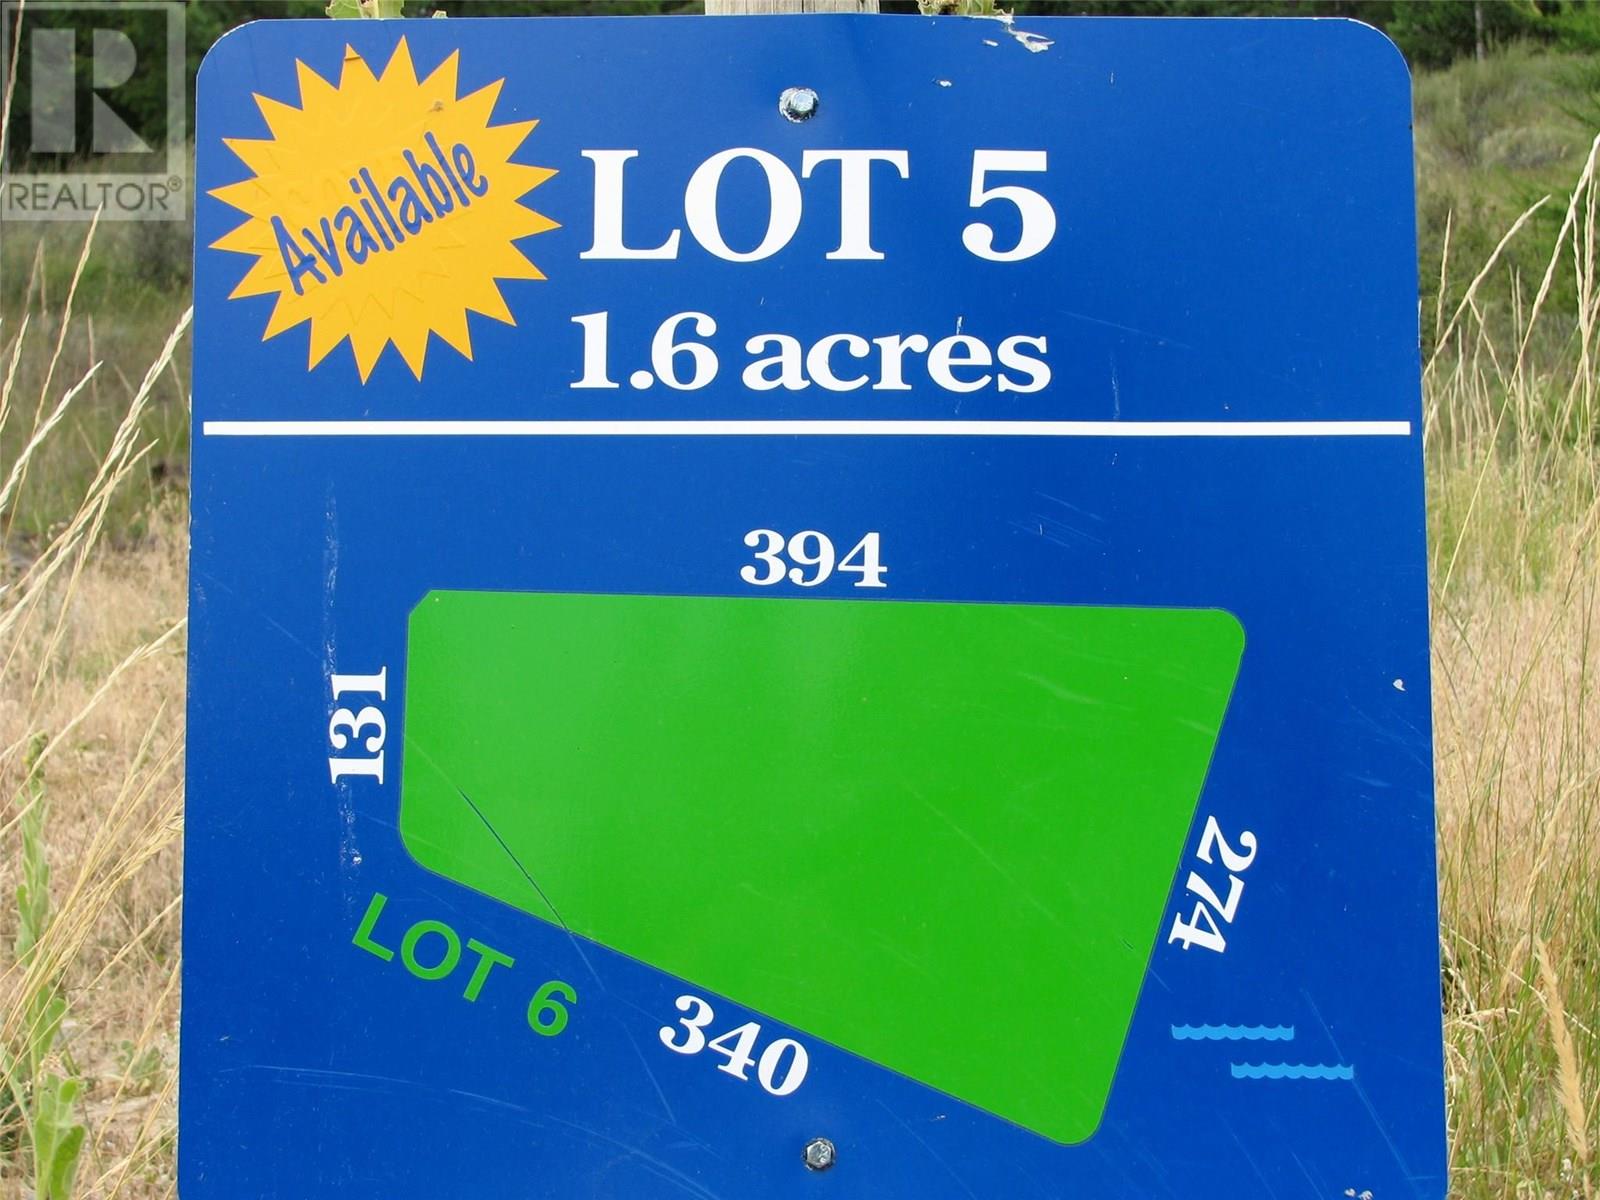 R
REALTOR®
Available
LOT 5
1.6 acres
394
131
274
LOT 6
340